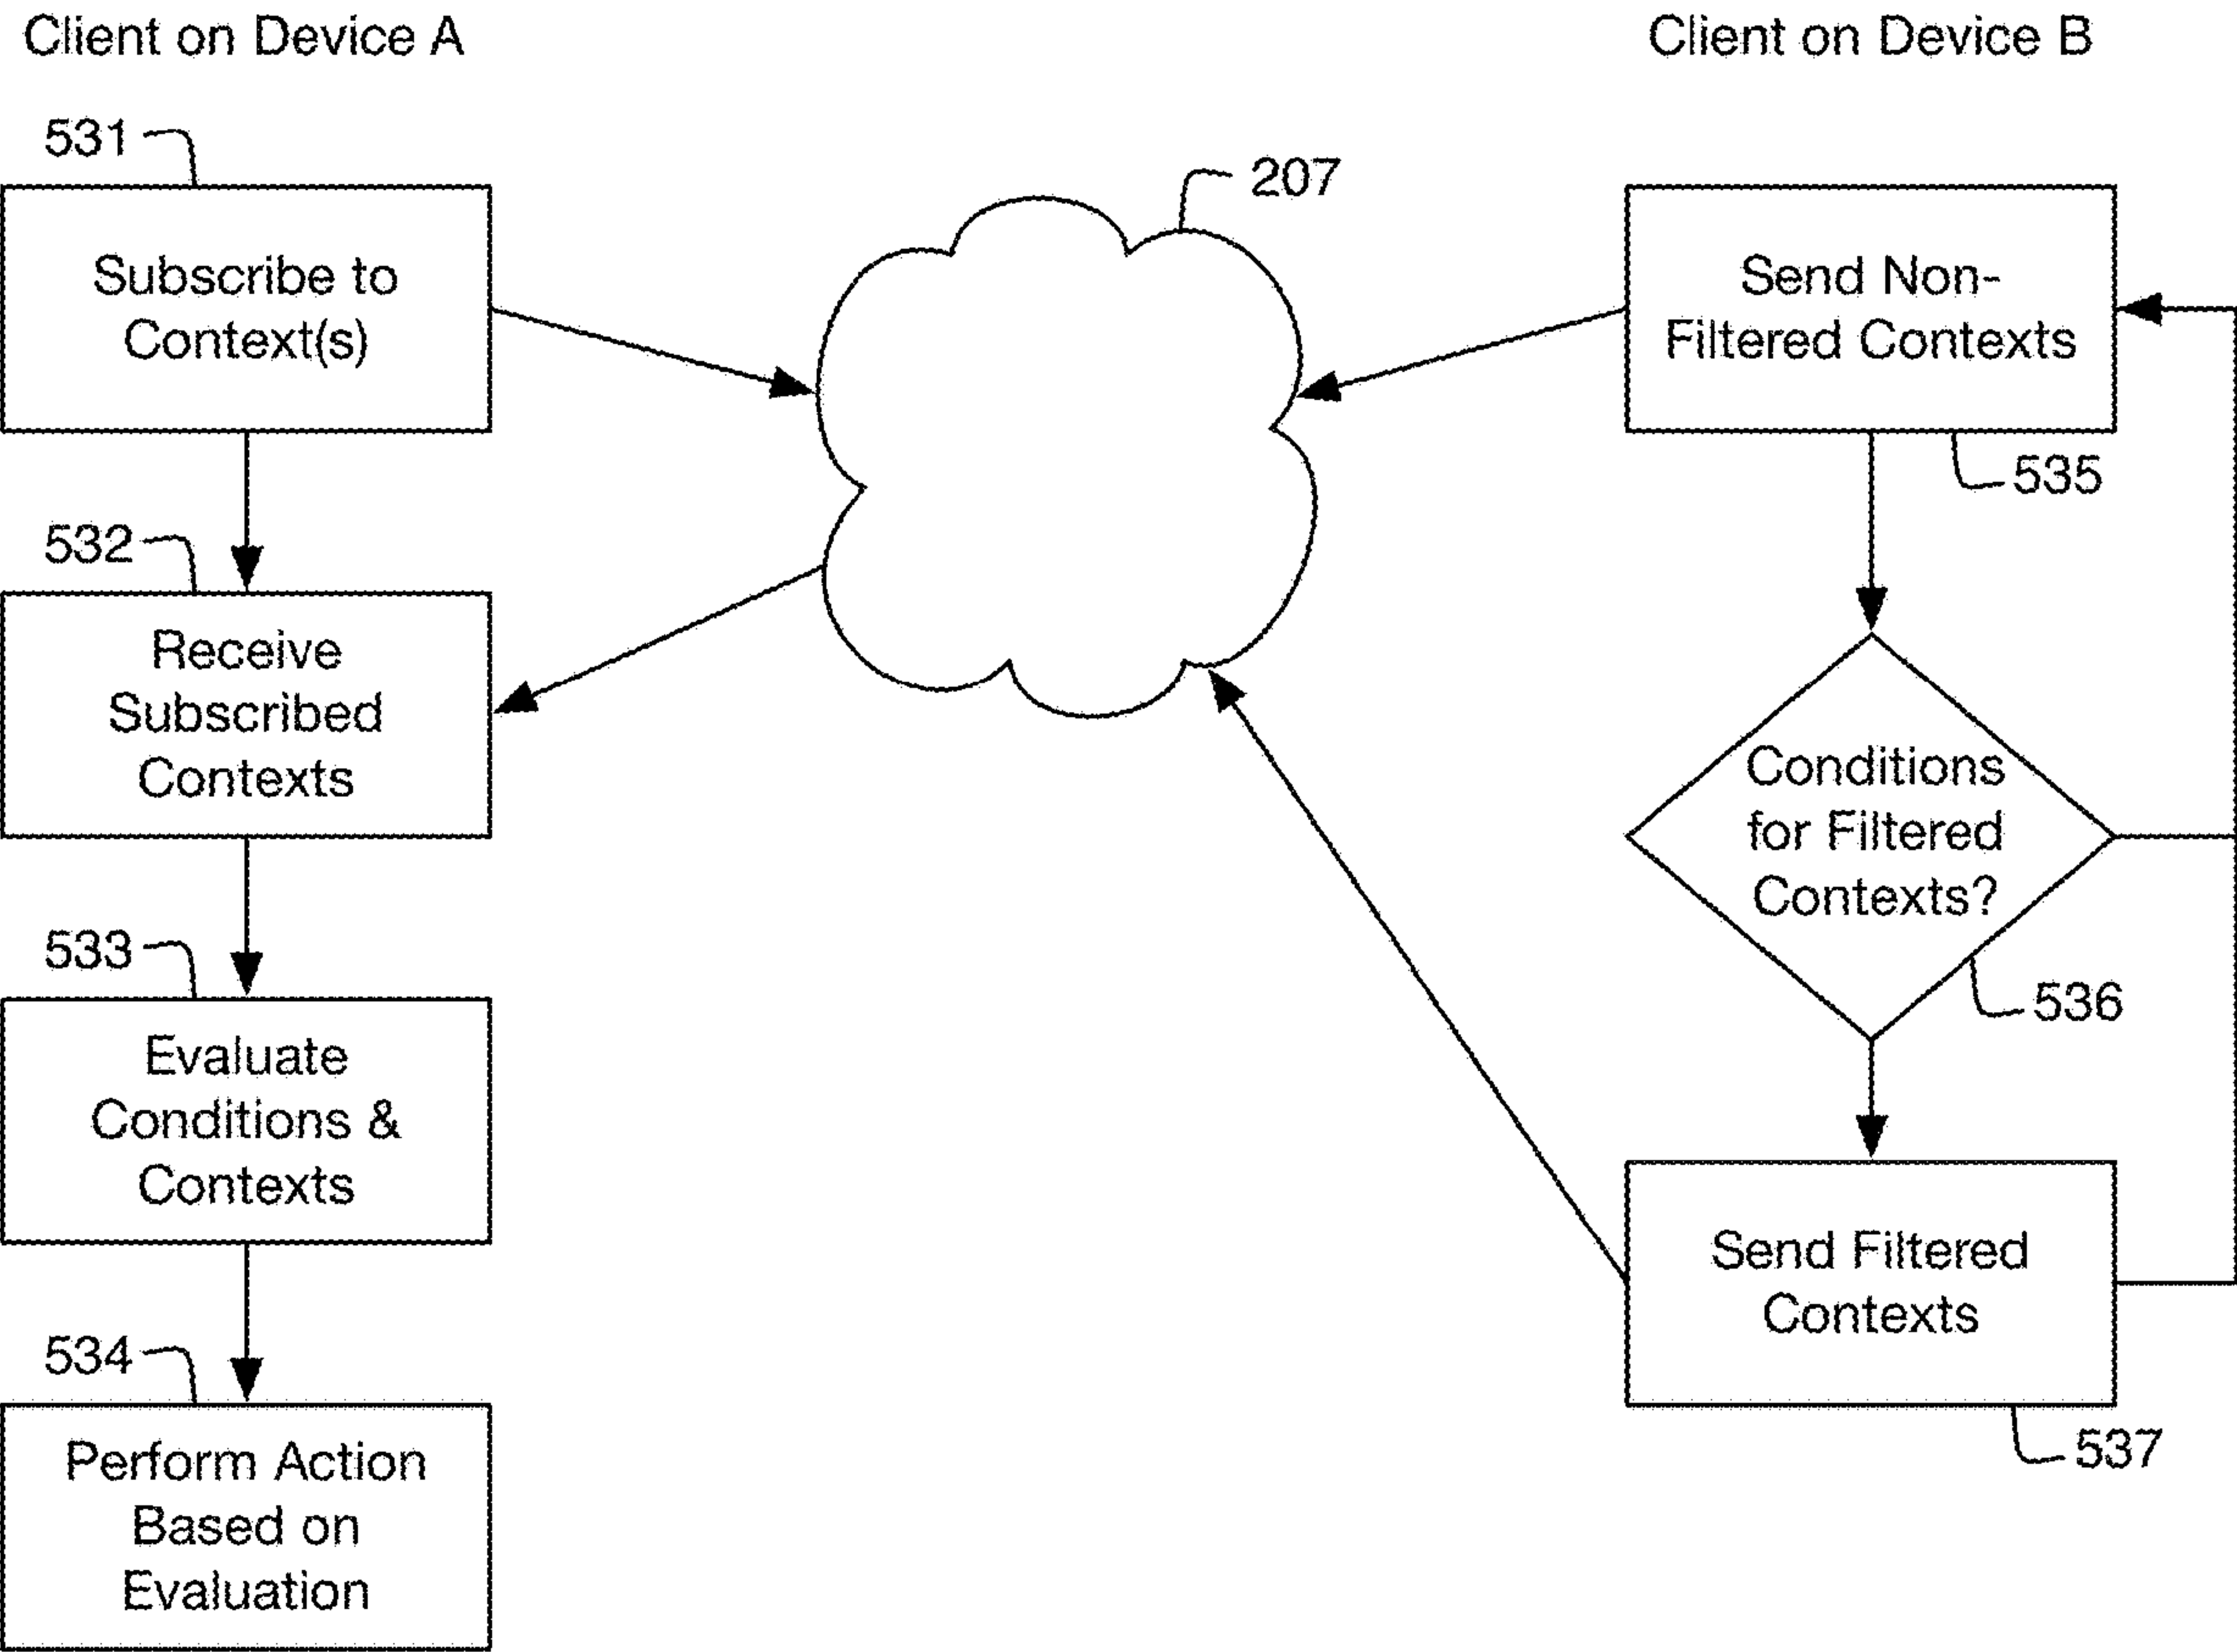 Client on Device A
Client on Device B
531
Subscribe to
Context(s)
207
Send Non-
Filtered Contexts
535
532
Receive
Subscribed
Contexts
Conditions
for Filtered
Contexts?
536
533
Evaluate
Conditions &
Contexts
Send Filtered
Contexts
537
534
Perform Action
Based on
Evaluation